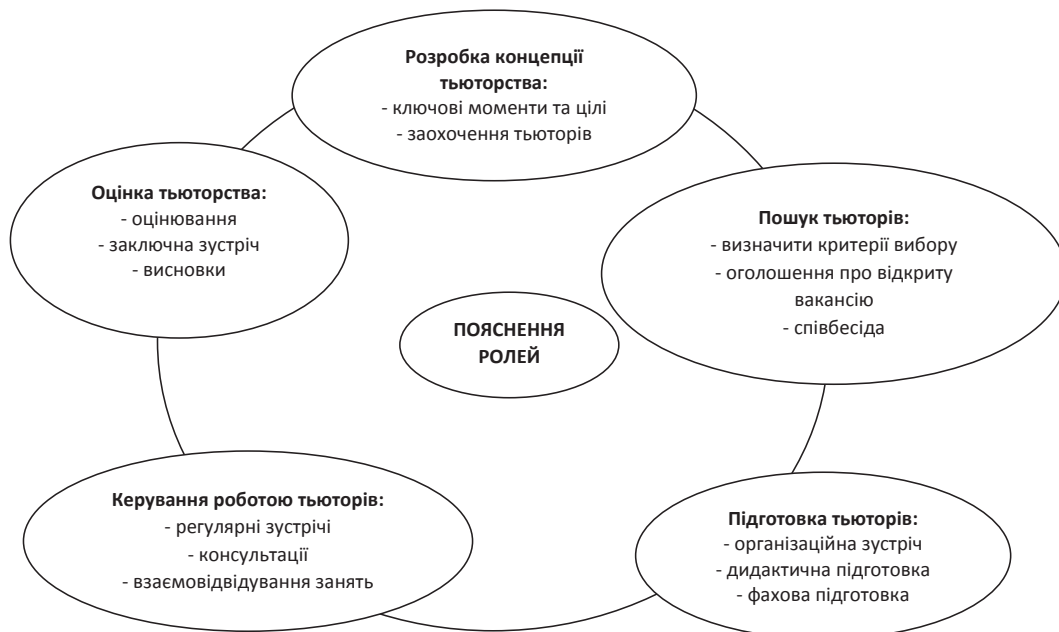 Розробка концепції
тьюторства:
- ключові моменти та цілі
- заохочення тьюторів
Оцінка тьюторства:
- оцінювання
- заключна зустріч
- висновки
Пошук тьюторів:
- визначити критерії вибору
- оголошення про відкриту
вакансію
- співбесіда
ПОЯСНЕННЯ
РОЛЕЙ
Керування роботою тьюторів:
- регулярні зустрічі
- консультації
- взаємовідвідування занять
Підготовка тьюторів:
- організаційна зустріч
- дидактична підготовка
- фахова підготовка